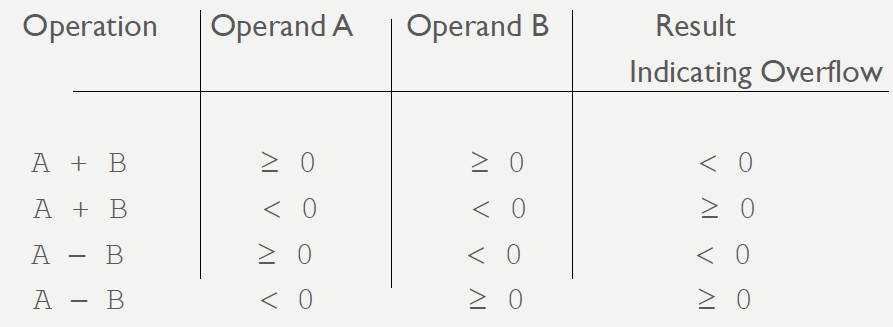 Operation Operand A Operand B Result
Indicating Overflow
A + B ≥ 0 ≥ 0 < 0
A + B < 0 < 0 ≥ 0
A − B ≥ 0 < 0 < 0
A − B < 0 ≥ 0 ≥ 0